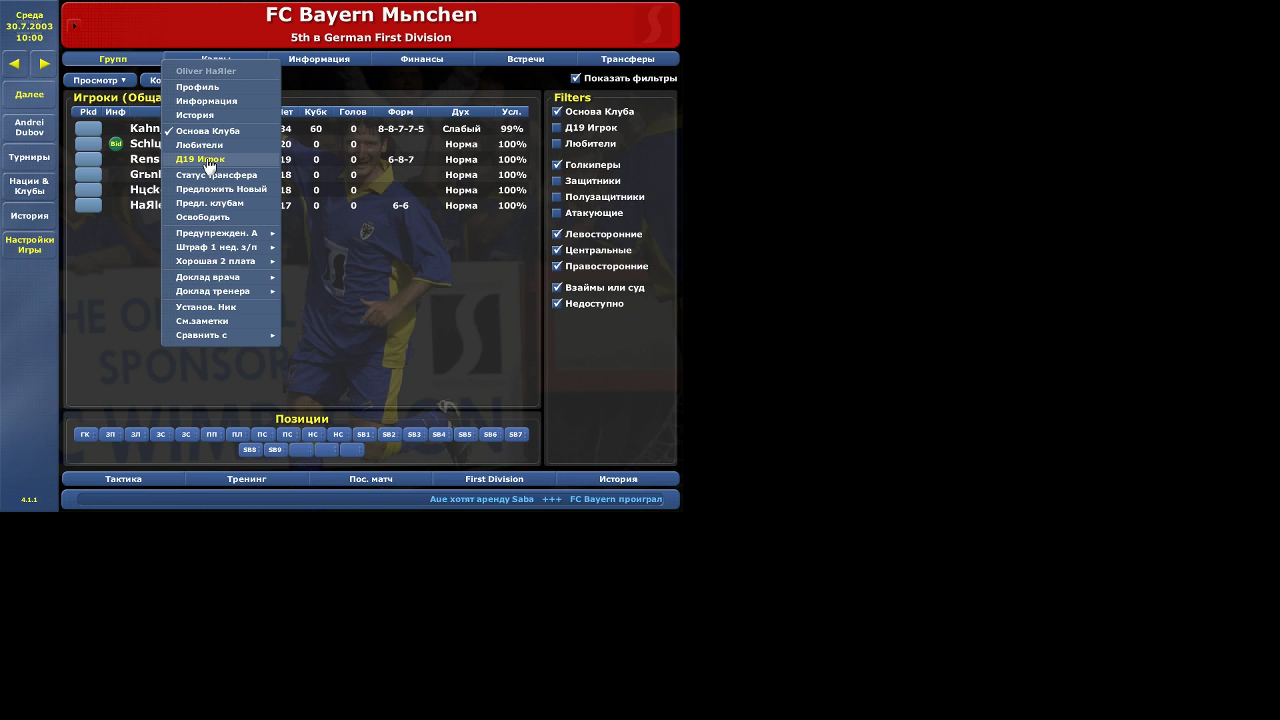 Среда
30.7.2003
10:00
FC Bayern Mьnchen
5th в German First Division
Групп
Информация
Финансы
Встречи
Трансферы
Просмотр
Ко
Показать фильтры
Далее
Andrei
Dubov
Турниры
Нации &
Клубы
История
Настройки
Игры
4.1.1
Игроки (Обща
Pkd Инф Кубк Голов Форм Дух Усл.
Kahn 34 60 0 8-8-7-7-5 Слабый 99%
Bid Schlu 20 0 0 Норма 100%
Rens 19 0 0 6-8-7 Норма 100%
Grьnl 18 0 0 Норма 100%
Hцck 18 0 0 Норма 100%
HaЯle 17 0 0 6-6 Норма 100%
Oliver HaЯler
Профиль
Информация
История
Основа Клуба
Любители
Д19 Игрок
Статус трансфера
Предложить Новый
Предл. клубам
Освободить
Предупрежден. А
Штраф 1 нед. з/п
Хорошая 2 плата
Доклад врача
Доклад тренера
Установ. Ник
См.заметки
Сравнить с
Filters
Основа Клуба
Д19 Игрок
Любители
Голкиперы
Защитники
Полузащитники
Атакующие
Левосторонние
Центральные
Правосторонние
Взаймы или суд
Недоступно
Позиции
ГК ЗП ЗЛ ЗС ЗС ПП ПЛ ПС ПС НС НС SB1 SB2 SB3 SB4 SB5 SB6 SB7
SB8 SB9
Тактика
Тренинг
Пос. матч
First Division
История
Aue хотят аренду Saba +++ FC Bayern проиграл